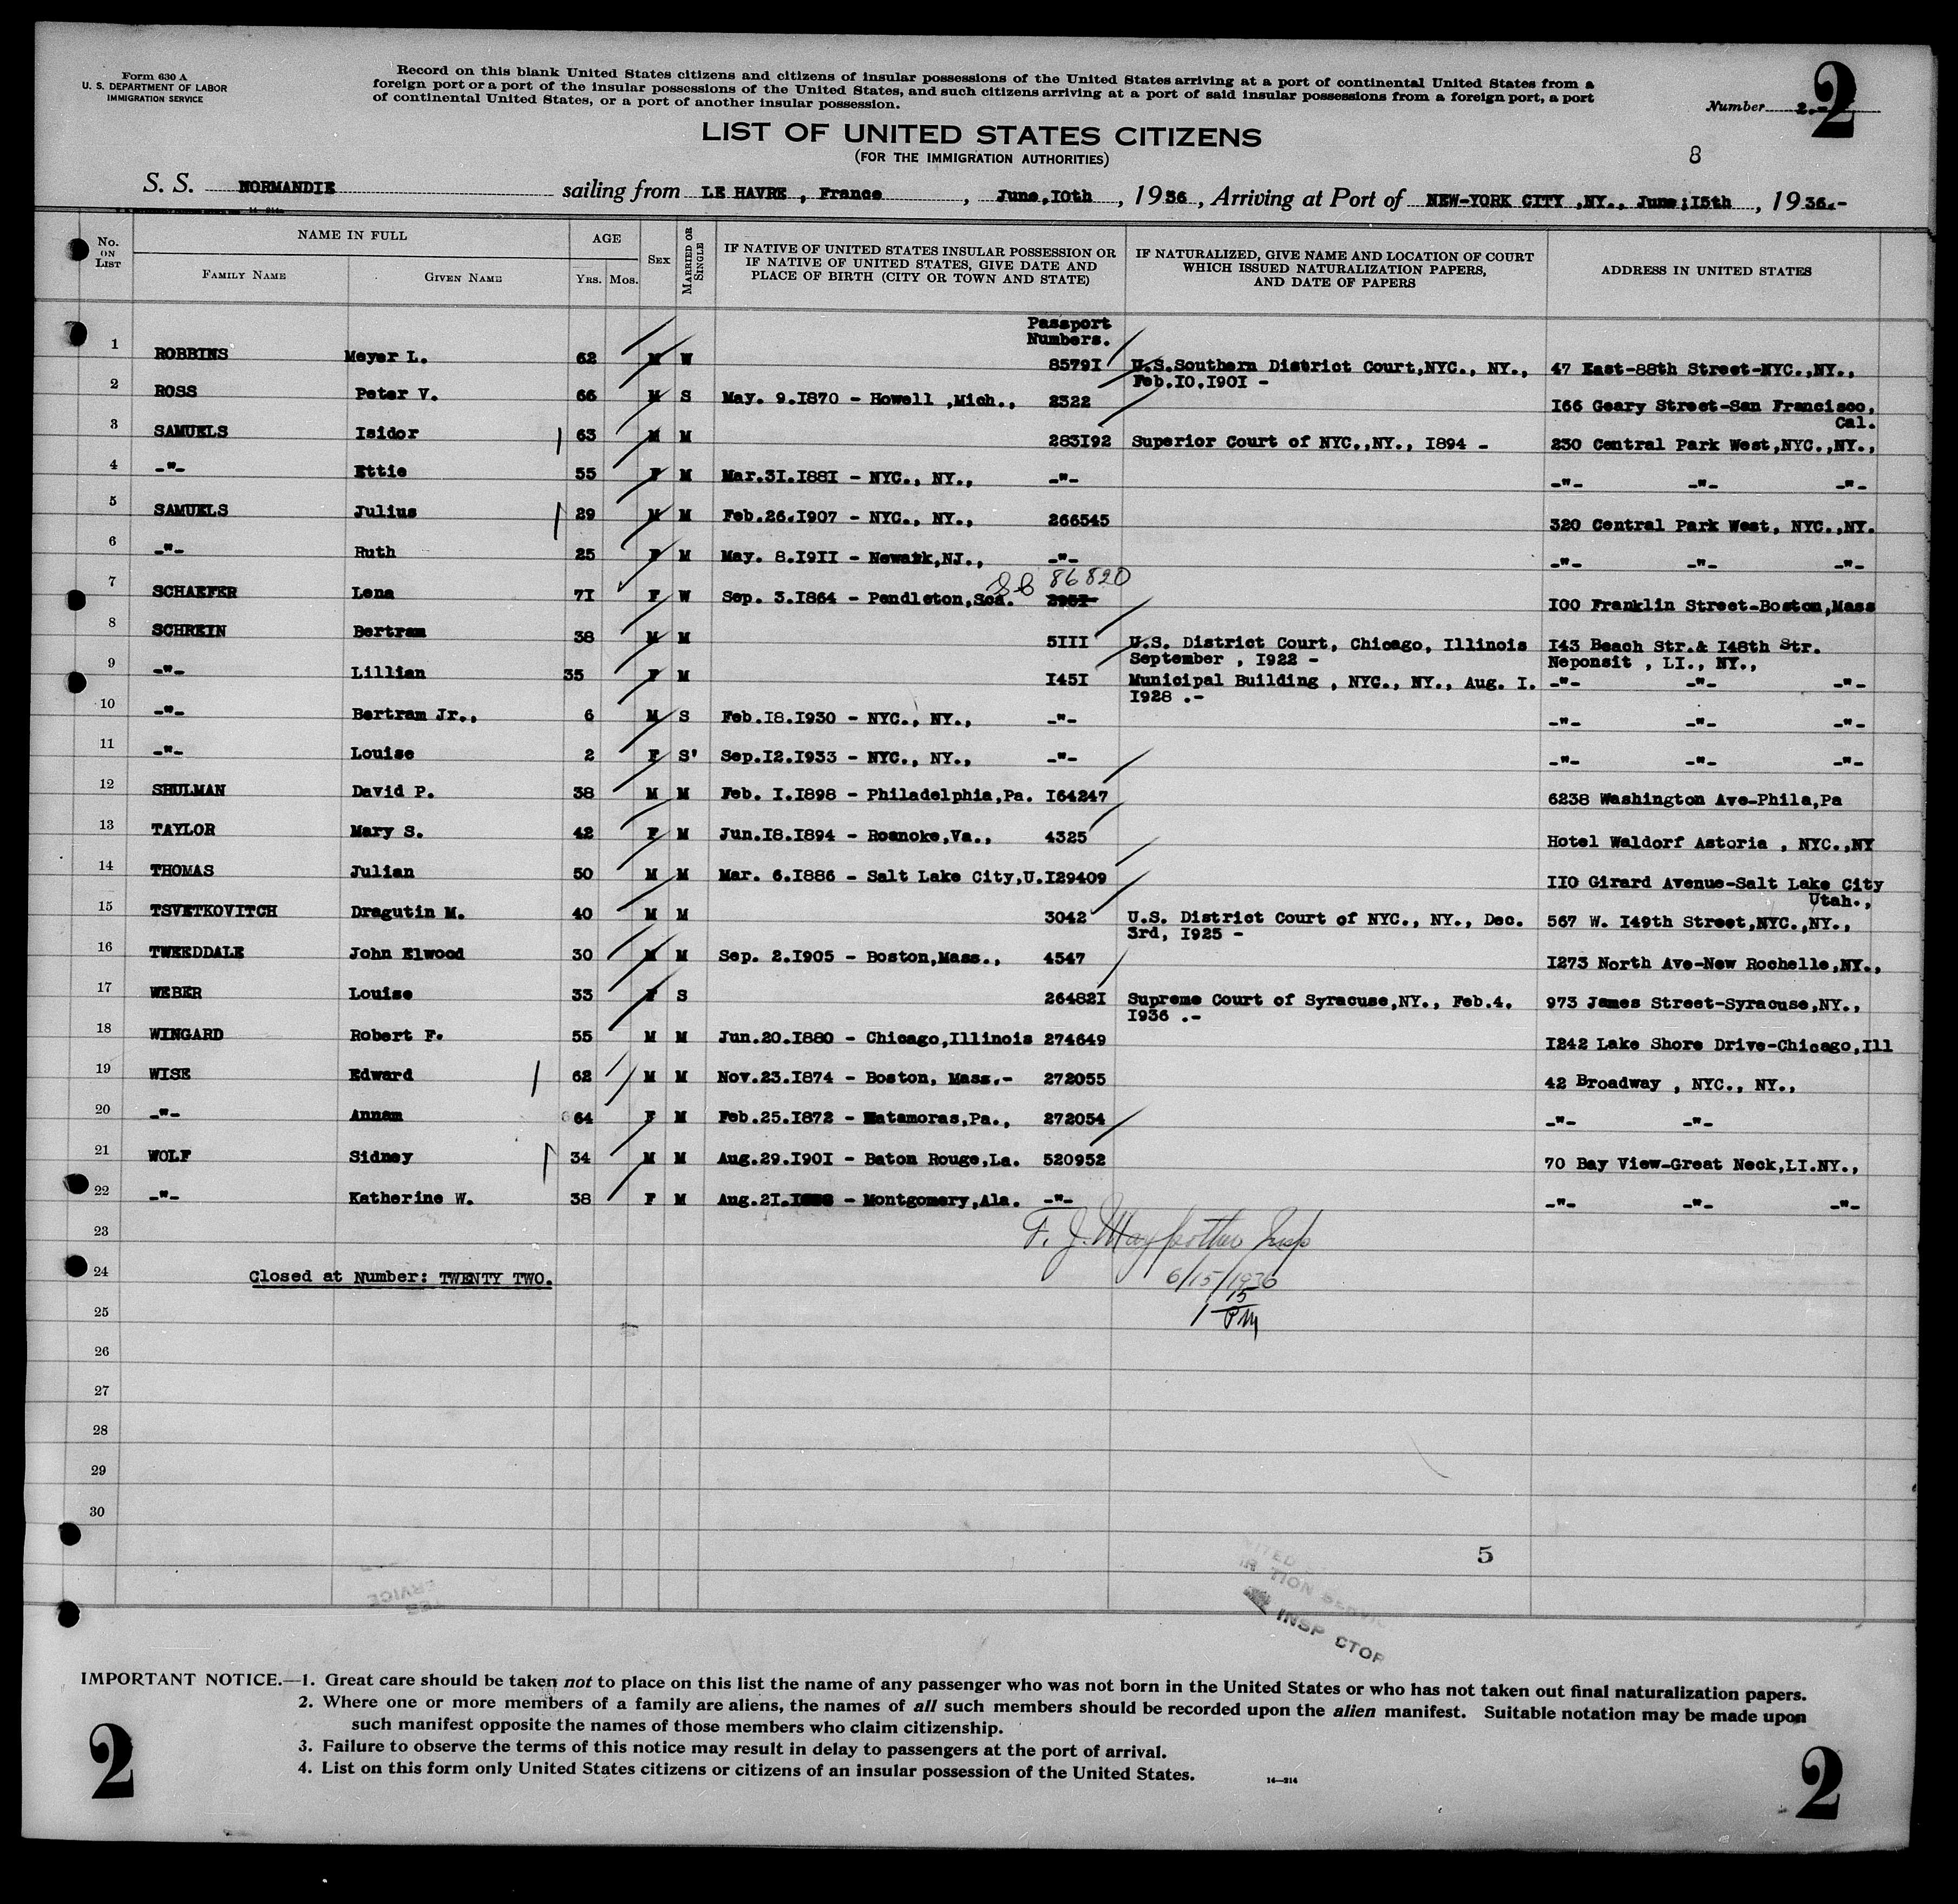 Form 630 A
U. S. DEPARTMENT OF LABOR
IMMIGRATION SERVICE
Record on this blank United States citizens and citizens of insular possessions of the United States arriving at a port of continental United States from a
foreign port or a port of the insular possessions of the United States, and such citizens arriving at a port of said insular possessions from a foreign port, a port
of continental United States, or a port of another insular possession.
Number 2.-
2
LIST OF UNITED STATES CITIZENS
(FOR THE IMMIGRATION AUTHORITIES)
8
S. S. NORMANDIE sailing from LE HAVRE , France , June,10th , 1936 , Arriving at Port of NEW-YORK CITY ,NY., June;15th , 1936.-
No. ON LIST NAME IN FULL FAMILY NAME GIVEN NAME AGE YRS. MOS. SEX MARRIED OR SINGLE IF NATIVE OF UNITED STATES INSULAR POSSESSION OR IF NATIVE OF UNITED STATES, GIVE DATE AND PLACE OF BIRTH (CITY OR TOWN AND STATE) IF NATURALIZED, GIVE NAME AND LOCATION OF COURT WHICH ISSUED NATURALIZATION PAPERS, AND DATE OF PAPERS ADDRESS IN UNITED STATES
Passport
Numbers.
1 ROBBINS Meyer L. 62 M W 85791 U.S.Southern District Court,NYC., NY., 47 East-88th Street-NYC.,NY.,
Feb.10.1901 -
2 ROSS Peter V. 66 M S May. 9.1870 - Howell ,Mich., 2322 166 Geary Street-San Francisco,
Cal.
3 SAMUELS Isidor 63 M M 283192 Superior Court of NYC.,NY., 1894 - 230 Central Park West,NYC.,NY.,
4 -"- Ettie 55 F M Mar.31.1881 - NYC., NY., -"- -"- -"- -"-
5 SAMUELS Julius 29 M M Feb.26.1907 - NYC., NY., 266545 320 Central Park West, NYC.,NY.
6 -"- Ruth 25 F M May. 8.1911 - Newark,NJ., -"- -"- -"- -"-
86820
7 SCHAEFER Lena 71 F W Sep. 3.1864 - Pendleton, 100 Franklin Street-Boston,Mass
8 SCHREIN Bertram 38 M M 5111 U.S. District Court, Chicago, Illinois 143 Beach Str.& 148th Str.
September , 1922 - Neponsit , LI., NY.,
9 -"- Lillian 35 F M 1451 Municipal Building , NYC., NY., Aug. 1. -"- -"- -"-
1928 .-
10 -"- Bertram Jr., 6 M S Feb.18.1930 - NYC., NY., -"- -"- -"- -"-
11 -"- Louise 2 F S' Sep.12.1933 - NYC., NY., -"- -"- -"- -"-
12 SHULMAN David P. 38 M M Feb. 1.1898 - Philadelphia,Pa. 164247 6238 Washington Ave-Phila,Pa
13 TAYLOR Mary S. 42 F M Jun.18.1894 - Roanoke,Va., 4325 Hotel Waldorf Astoria , NYC.,NY
14 THOMAS Julian 50 M M Mar. 6.1886 - Salt Lake City,U.129409 110 Girard Avenue-Salt Lake City
Utah.,
15 TSVETKOVITCH Dragutin M. 40 M M 3042 U.S. District Court of NYC., NY., Dec. 567 W. 149th Street,NYC.,NY.,
3rd, 1925 -
16 TWEEDDALE John Elwood 30 M M Sep. 2.1905 - Boston,Mass., 4547 1273 North Ave-New Rochelle,NY.,
17 WEBER Louise 33 F S 264821 Supreme Court of Syracuse,NY., Feb.4. 973 James Street-Syracuse,NY.,
1936 .-
18 WINGARD Robert F. 55 M M Jun.20.1880 - Chicago,Illinois 274649 1242 Lake Shore Drive-Chicago,Ill
19 WISE Edward 62 M M Nov.23.1874 - Boston, Mass.- 272055 42 Broadway , NYC., NY.,
20 -"- Annam 64 F M Feb.25.1872 - Matamoras,Pa., 272054 -"- -"-
21 WOLF Sidney 34 M M Aug.29.1901 - Baton Rouge,La. 520952 70 Bay View-Great Neck,LI.NY.,
22 -"- Katherine W. 38 F M Aug.21. - Montgomery,Ala. -"- -"- -"- -"-
23
F. J. Insp
24 Closed at Number: TWENTY TWO.
6/15/1936
25
1 15 PM
26
27
28
29
30
5
INSP CTOR
IMPORTANT NOTICE.—1. Great care should be taken not to place on this list the name of any passenger who was not born in the United States or who has not taken out final naturalization papers.
2. Where one or more members of a family are aliens, the names of all such members should be recorded upon the alien manifest. Suitable notation may be made upon
such manifest opposite the names of those members who claim citizenship.
3. Failure to observe the terms of this notice may result in delay to passengers at the port of arrival.
4. List on this form only United States citizens or citizens of an insular possession of the United States.
14—214
2
2